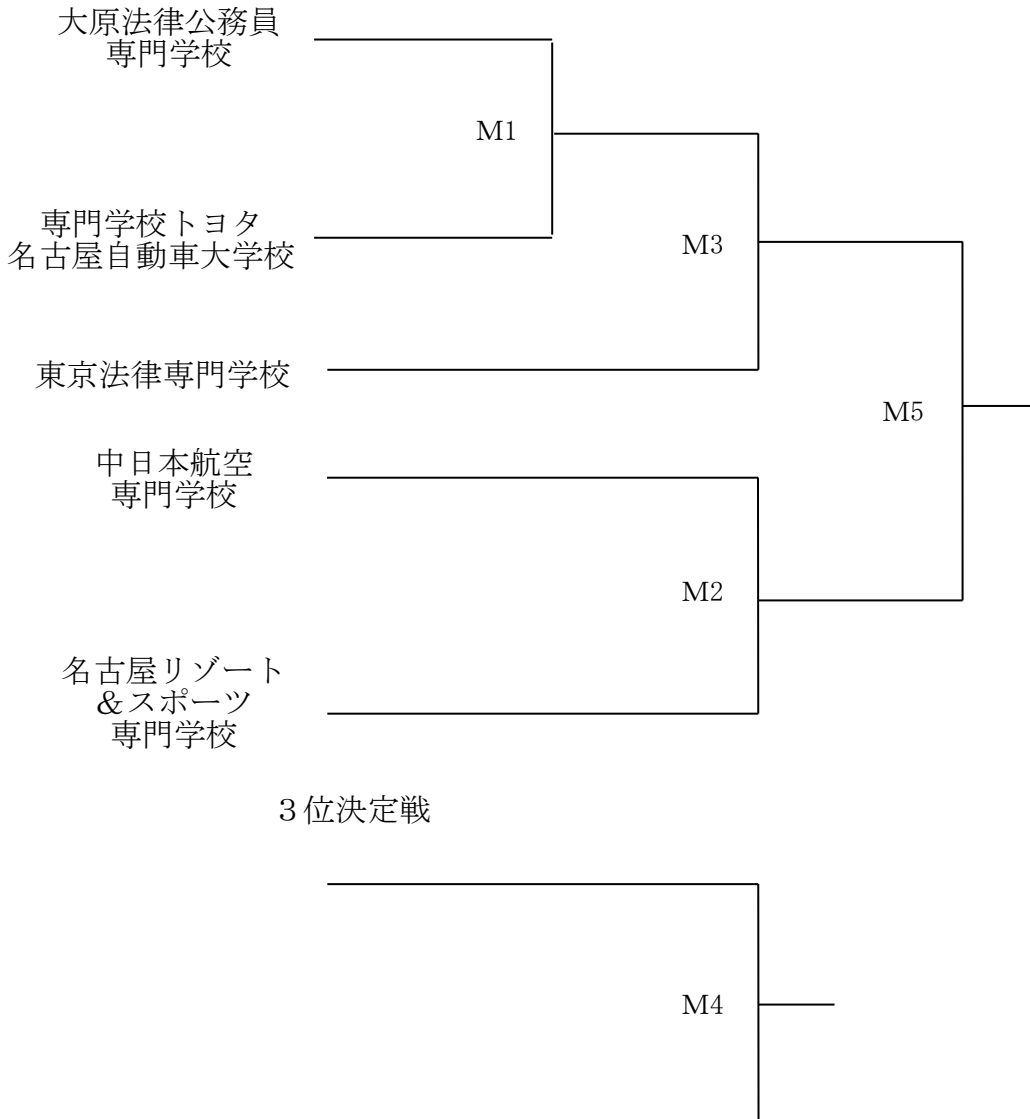 大原法律公務員
専門学校
M1
専門学校トヨタ
名古屋自動車大学校
M3
東京法律専門学校
M5
中日本航空
専門学校
M2
名古屋リゾート
＆スポーツ
専門学校
３位決定戦
M4